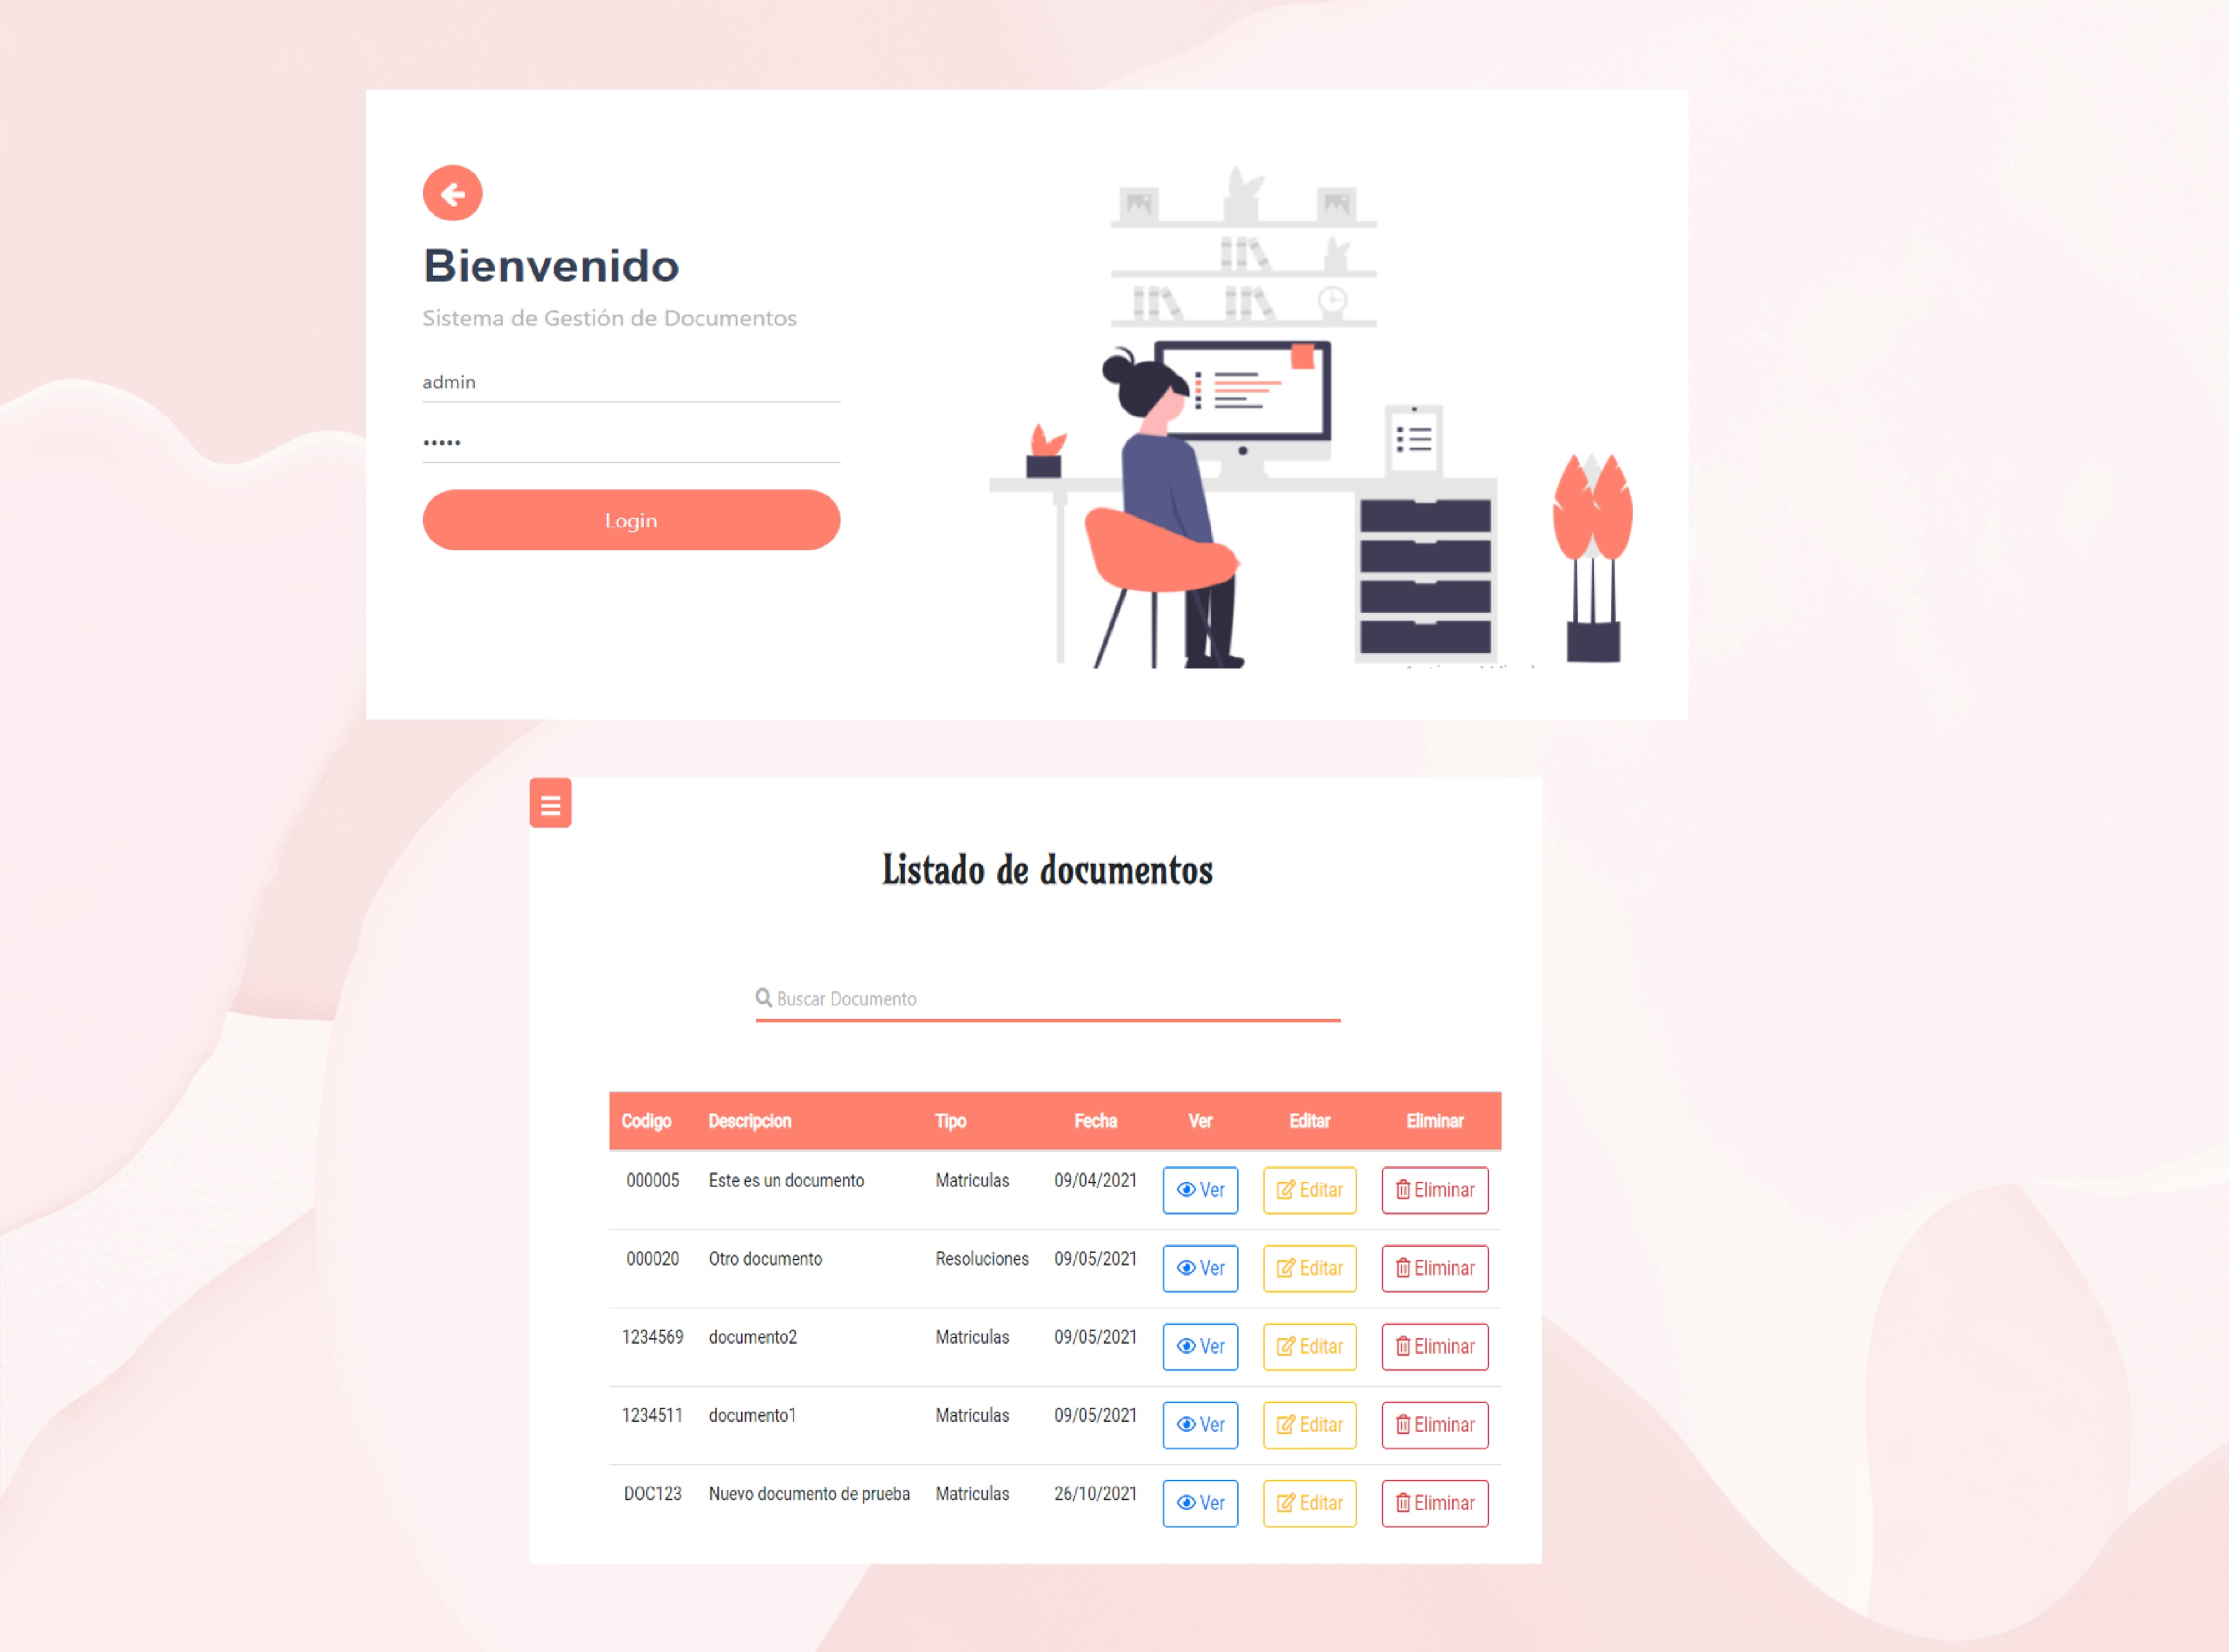 Bienvenido
Sistema de Gestión de Documentos
admin
•••••
Login
Listado de documentos
Buscar Documento
Codigo Descripcion Tipo Fecha Ver Editar Eliminar
000005 Este es un documento Matriculas 09/04/2021 Ver Editar Eliminar
000020 Otro documento Resoluciones 09/05/2021 Ver Editar Eliminar
1234569 documento2 Matriculas 09/05/2021 Ver Editar Eliminar
1234511 documento1 Matriculas 09/05/2021 Ver Editar Eliminar
DOC123 Nuevo documento de prueba Matriculas 26/10/2021 Ver Editar Eliminar